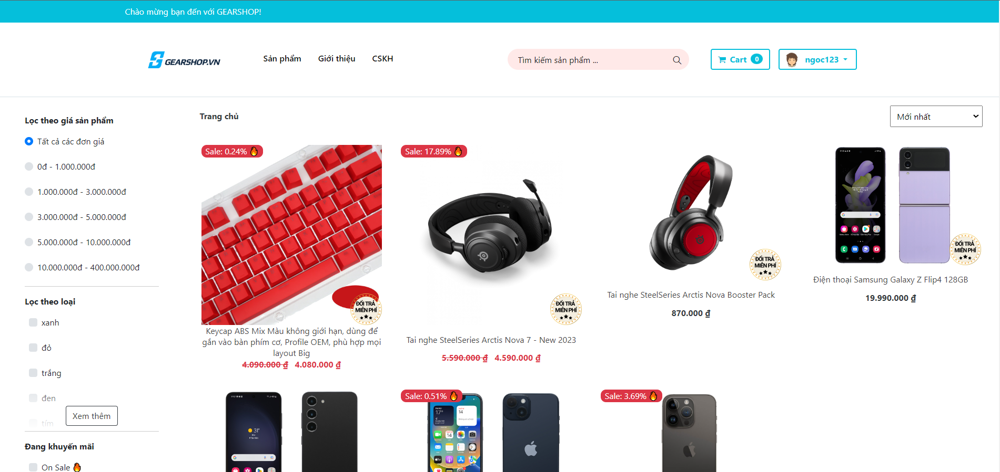 Chào mừng bạn đến với GEARSHOP!
GEARSHOP.VN
Sản phẩm
Giới thiệu
CSKH
Tìm kiếm sản phẩm ...
Cart 0
ngoc123
Lọc theo giá sản phẩm
Tất cả các đơn giá
0đ - 1.000.000đ
1.000.000đ - 3.000.000đ
3.000.000đ - 5.000.000đ
5.000.000đ - 10.000.000đ
10.000.000đ - 400.000.000đ
Lọc theo loại
xanh
đỏ
trắng
đen
tím
Xem thêm
Đang khuyến mãi
On Sale 🔥
Trang chủ
Mới nhất
Sale: 0.24% 🔥
ĐỔI TRẢ
MIỄN PHÍ
Keycap ABS Mix Màu không giới hạn, dùng để
gắn vào bàn phím cơ, Profile OEM, phù hợp mọi
layout Big
4.090.000 ₫ 4.080.000 ₫
Sale: 17.89% 🔥
ĐỔI TRẢ
MIỄN PHÍ
Tai nghe SteelSeries Arctis Nova 7 - New 2023
5.590.000 ₫ 4.590.000 ₫
ĐỔI TRẢ
MIỄN PHÍ
Tai nghe SteelSeries Arctis Nova Booster Pack
870.000 ₫
ĐỔI TRẢ
MIỄN PHÍ
Điện thoại Samsung Galaxy Z Flip4 128GB
19.990.000 ₫
31°
Sale: 0.51% 🔥
17°
14
14
Sale: 3.69% 🔥